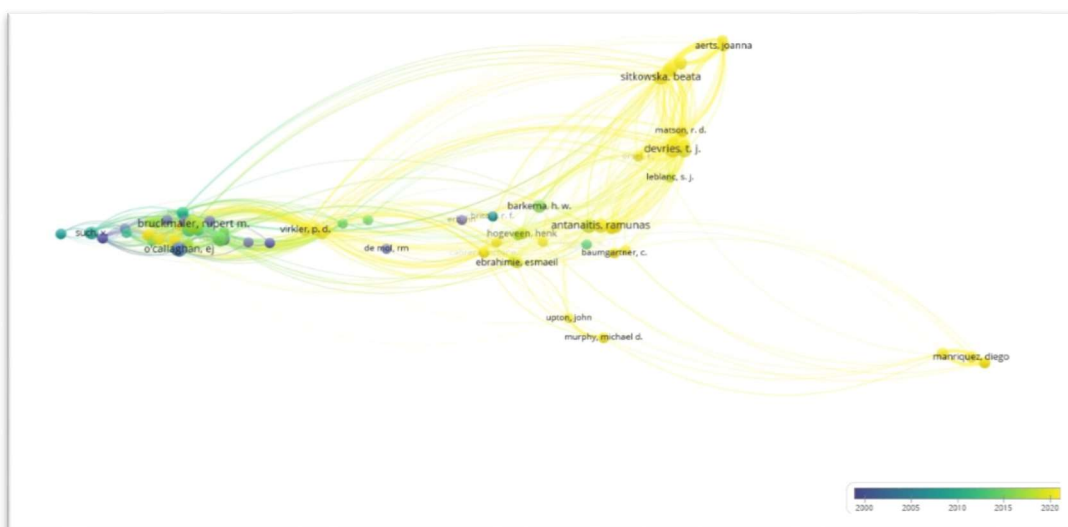 aerts, joanna
sitkowska, beata
matson, r. d.
devries, t. j.
leblanc, s. j.
barkema, h. w.
bruckmaier, rupert m.
virkler, p. d.
antanaitis, ramunas
such, x.
hogeveen, henk
o'callaghan, ej
de mol, rm
baumgartner, c.
ebrahimie, esmaeil
upton, john
murphy, michael d.
manriquez, diego
2000 2005 2010 2015 2020